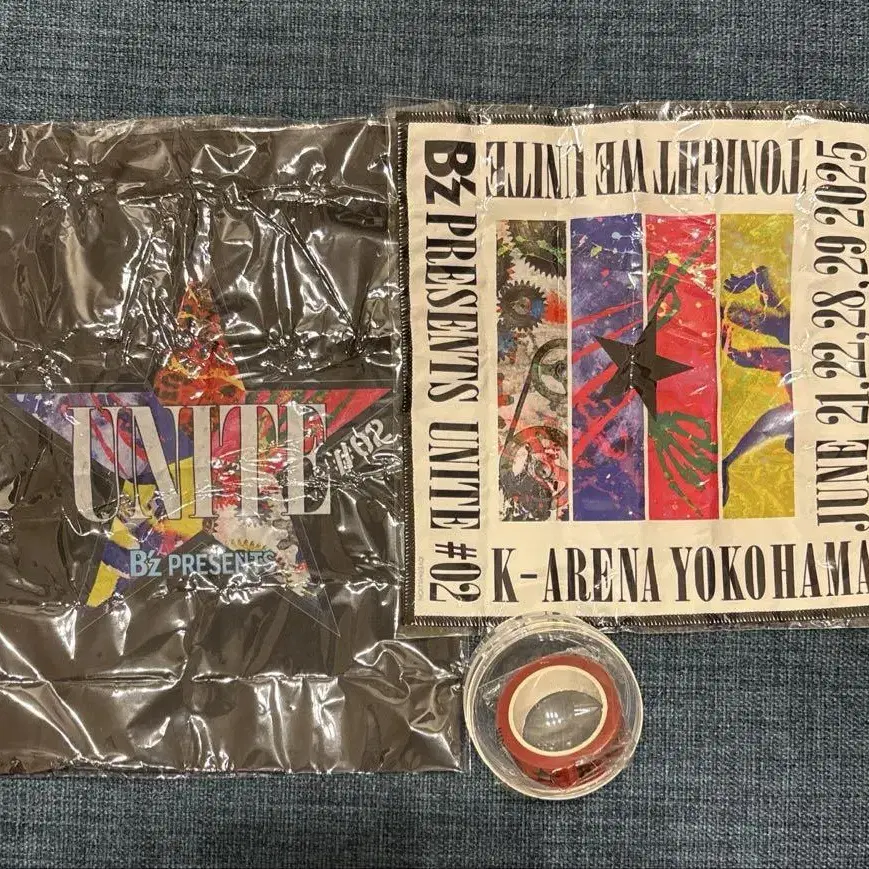 UNITE
#02
B'z PRESENTS
TONIGHT WE UNITE
B'z PRESENTS UNITE #02
JUNE 21,22,28,29 2025
K-ARENA YOKOHAMA